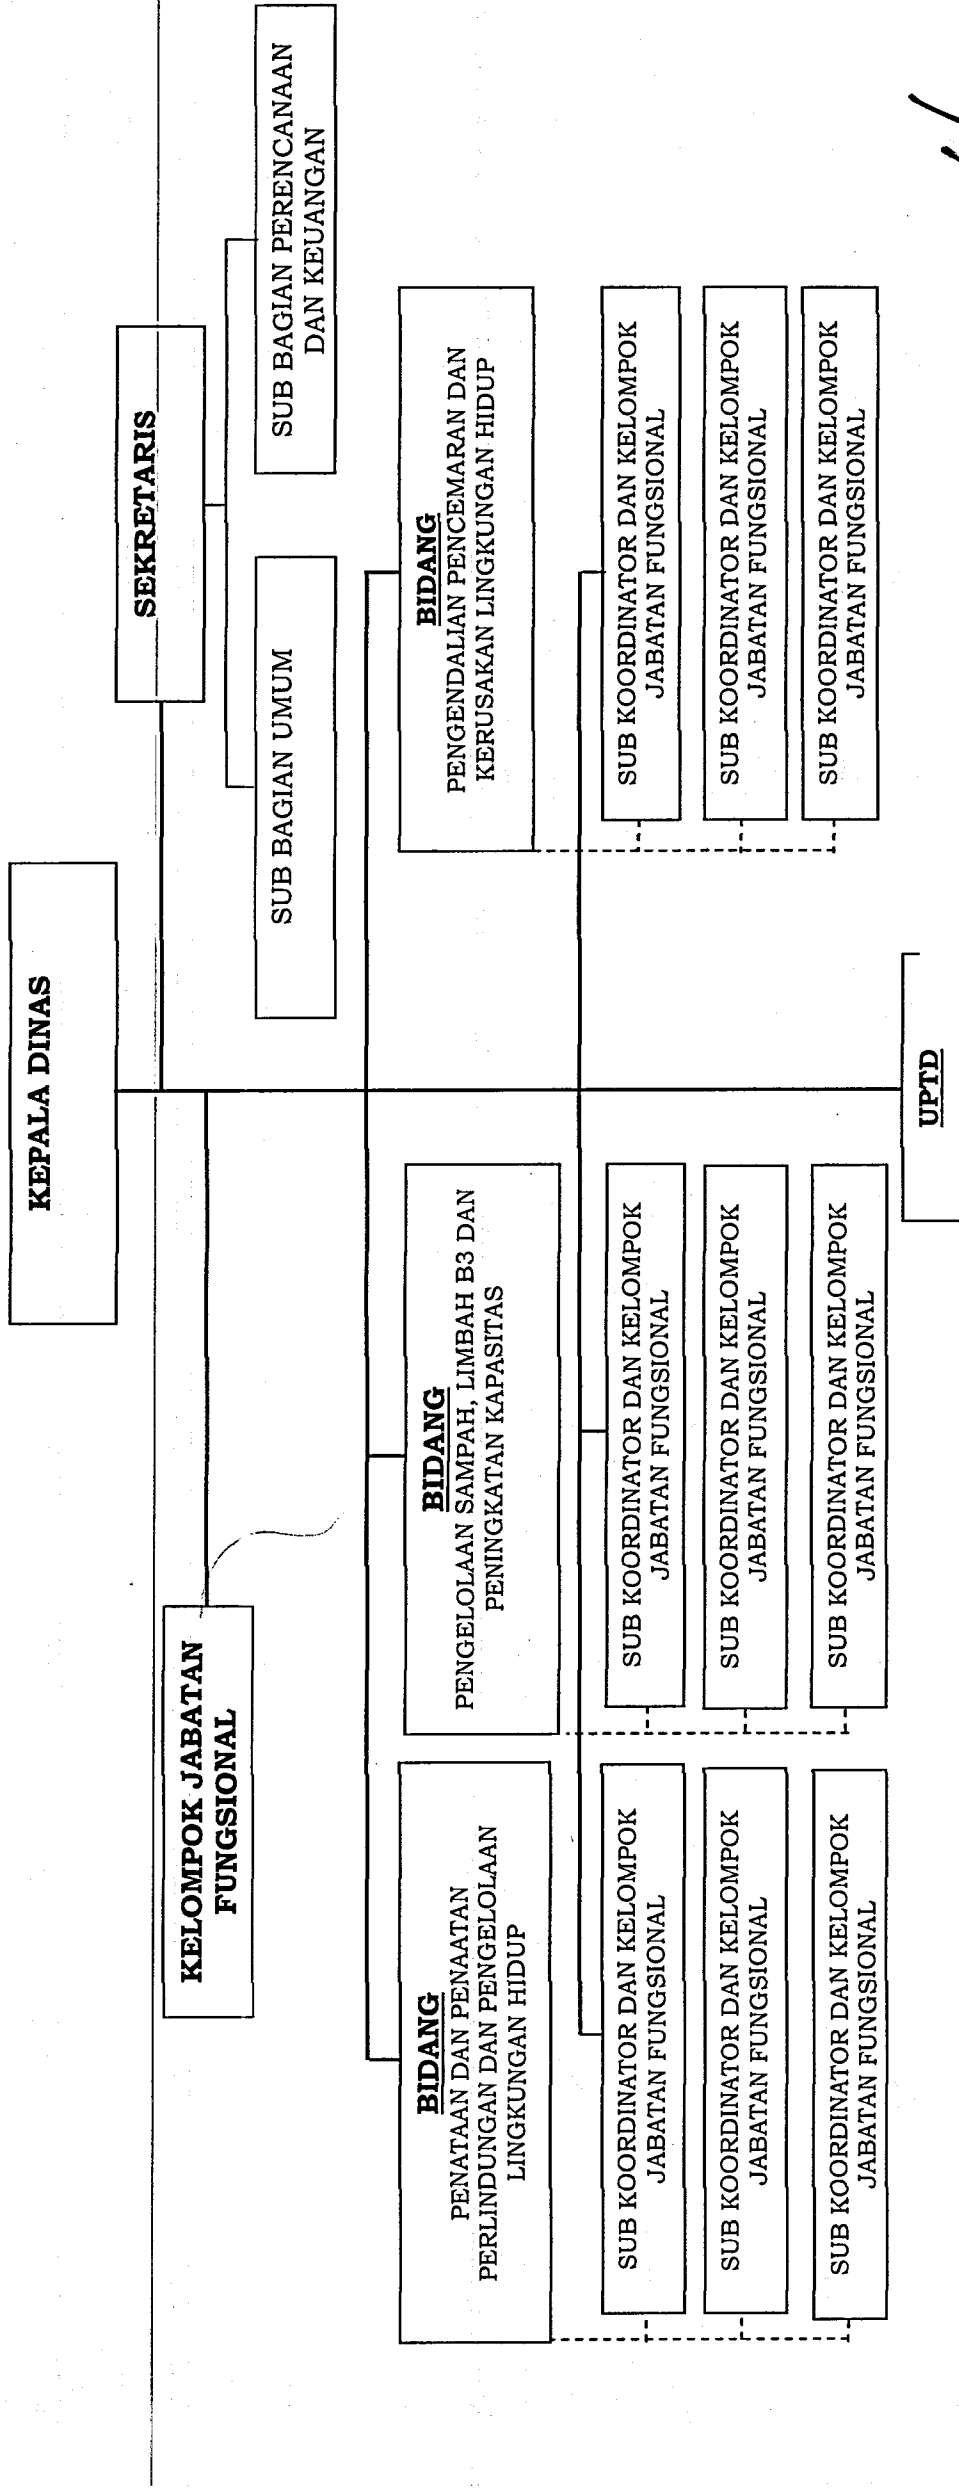 KEPALA DINAS
SEKRETARIS
KELOMPOK JABATAN
FUNGSIONAL
SUB BAGIAN UMUM
SUB BAGIAN PERENCANAAN
DAN KEUANGAN
BIDANG
PENATAAN DAN PENAATAN
PERLINDUNGAN DAN PENGELOLAAN
LINGKUNGAN HIDUP
BIDANG
PENGELOLAAN SAMPAH, LIMBAH B3 DAN
PENINGKATAN KAPASITAS
BIDANG
PENGENDALIAN PENCEMARAN DAN
KERUSAKAN LINGKUNGAN HIDUP
SUB KOORDINATOR DAN KELOMPOK
JABATAN FUNGSIONAL
SUB KOORDINATOR DAN KELOMPOK
JABATAN FUNGSIONAL
SUB KOORDINATOR DAN KELOMPOK
JABATAN FUNGSIONAL
SUB KOORDINATOR DAN KELOMPOK
JABATAN FUNGSIONAL
SUB KOORDINATOR DAN KELOMPOK
JABATAN FUNGSIONAL
SUB KOORDINATOR DAN KELOMPOK
JABATAN FUNGSIONAL
SUB KOORDINATOR DAN KELOMPOK
JABATAN FUNGSIONAL
SUB KOORDINATOR DAN KELOMPOK
JABATAN FUNGSIONAL
SUB KOORDINATOR DAN KELOMPOK
JABATAN FUNGSIONAL
UPTD